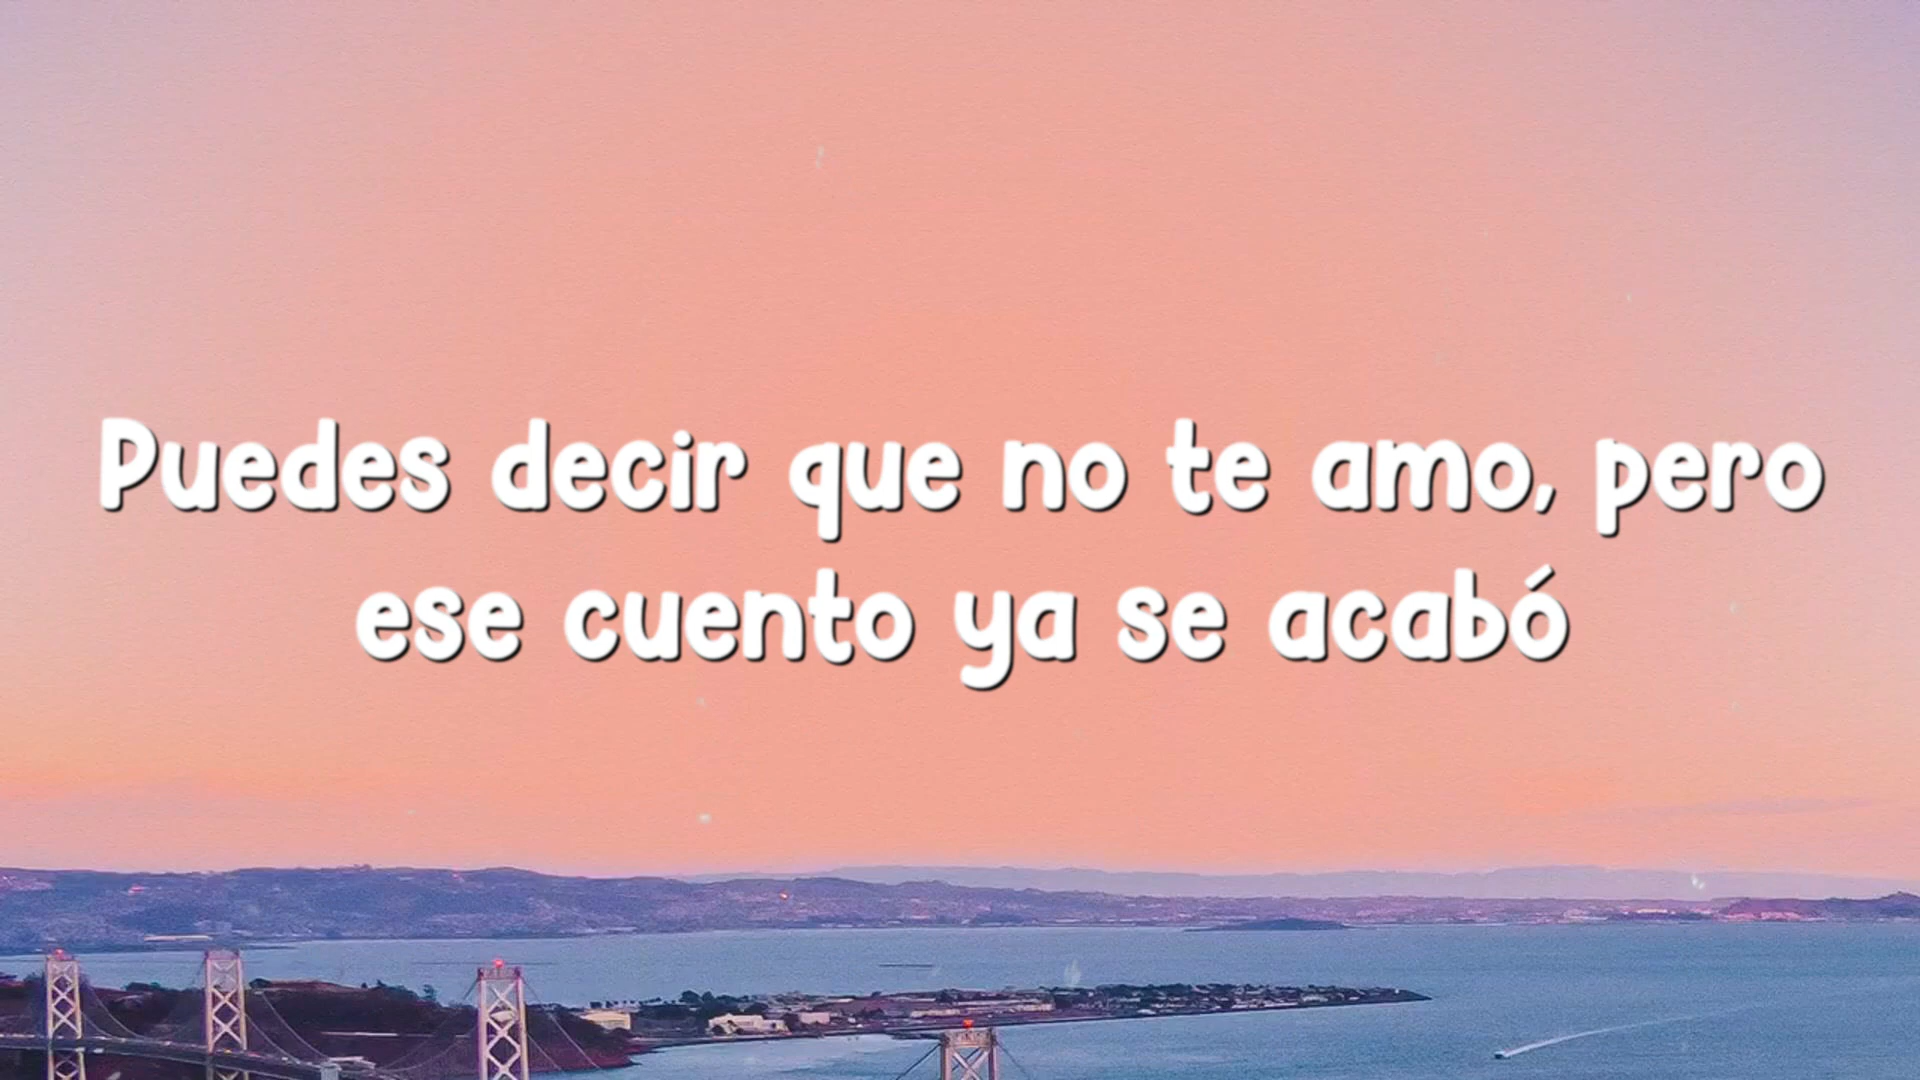 Puedes decir que no te amo, pero
ese cuento ya se acabó